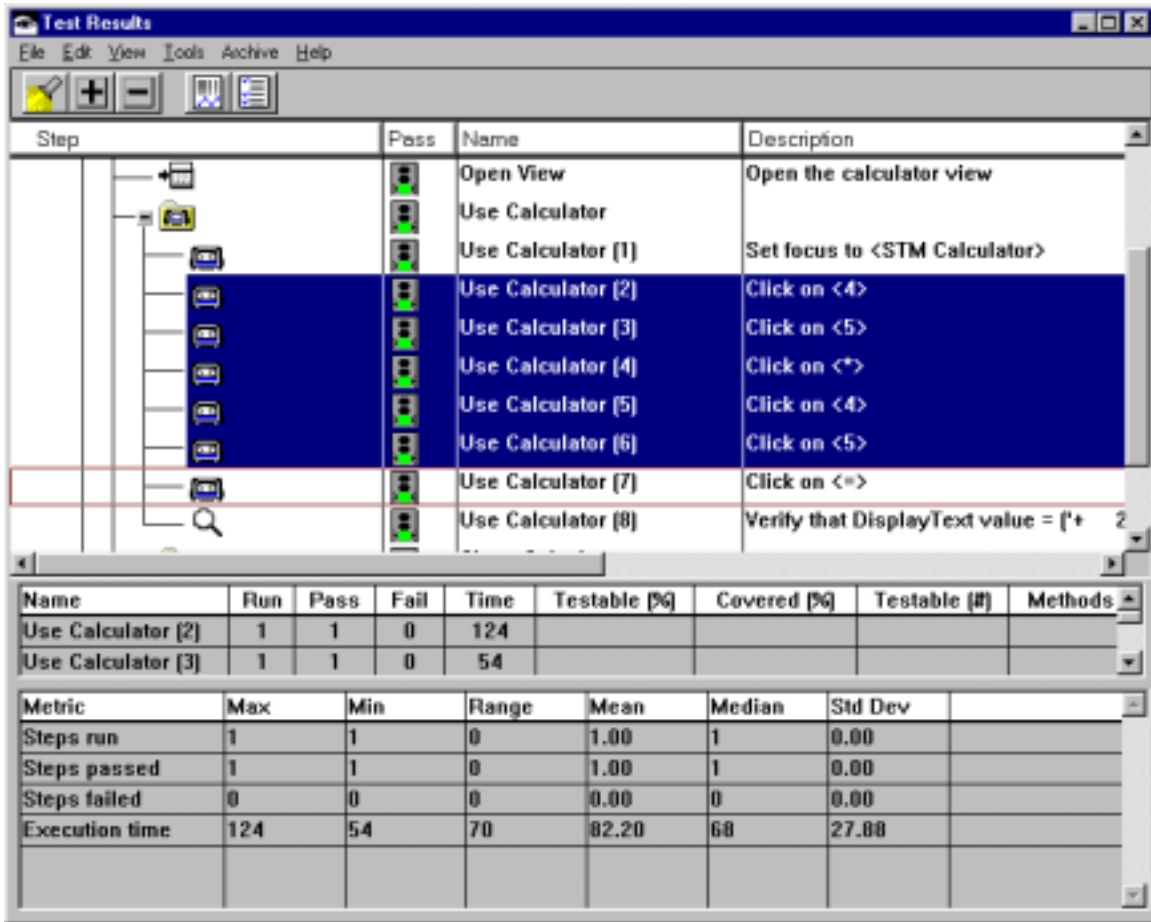 Test Results
File Edit View Tools Archive Help
Step Pass Name Description
Open View Open the calculator view
Use Calculator
Use Calculator (1) Set focus to <STM Calculator>
Use Calculator (2) Click on <4>
Use Calculator (3) Click on <5>
Use Calculator (4) Click on <*>
Use Calculator (5) Click on <4>
Use Calculator (6) Click on <5>
Use Calculator (7) Click on <=>
Use Calculator (8) Verify that DisplayText value = ('+ 2
Name Run Pass Fail Time Testable (%) Covered (%) Testable (#) Methods
Use Calculator (2) 1 1 0 124
Use Calculator (3) 1 1 0 54
Metric Max Min Range Mean Median Std Dev
Steps run 1 1 0 1.00 1 0.00
Steps passed 1 1 0 1.00 1 0.00
Steps failed 0 0 0 0.00 0 0.00
Execution time 124 54 70 82.20 68 27.88